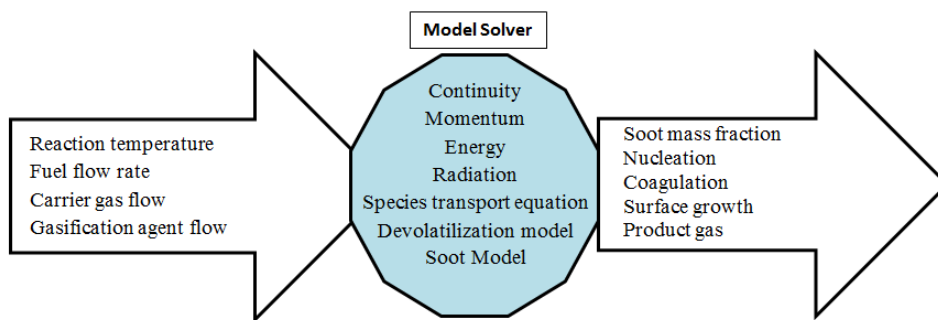 Model Solver
Reaction temperature
Fuel flow rate
Carrier gas flow
Gasification agent flow
Continuity
Momentum
Energy
Radiation
Species transport equation
Devolatilization model
Soot Model
Soot mass fraction
Nucleation
Coagulation
Surface growth
Product gas